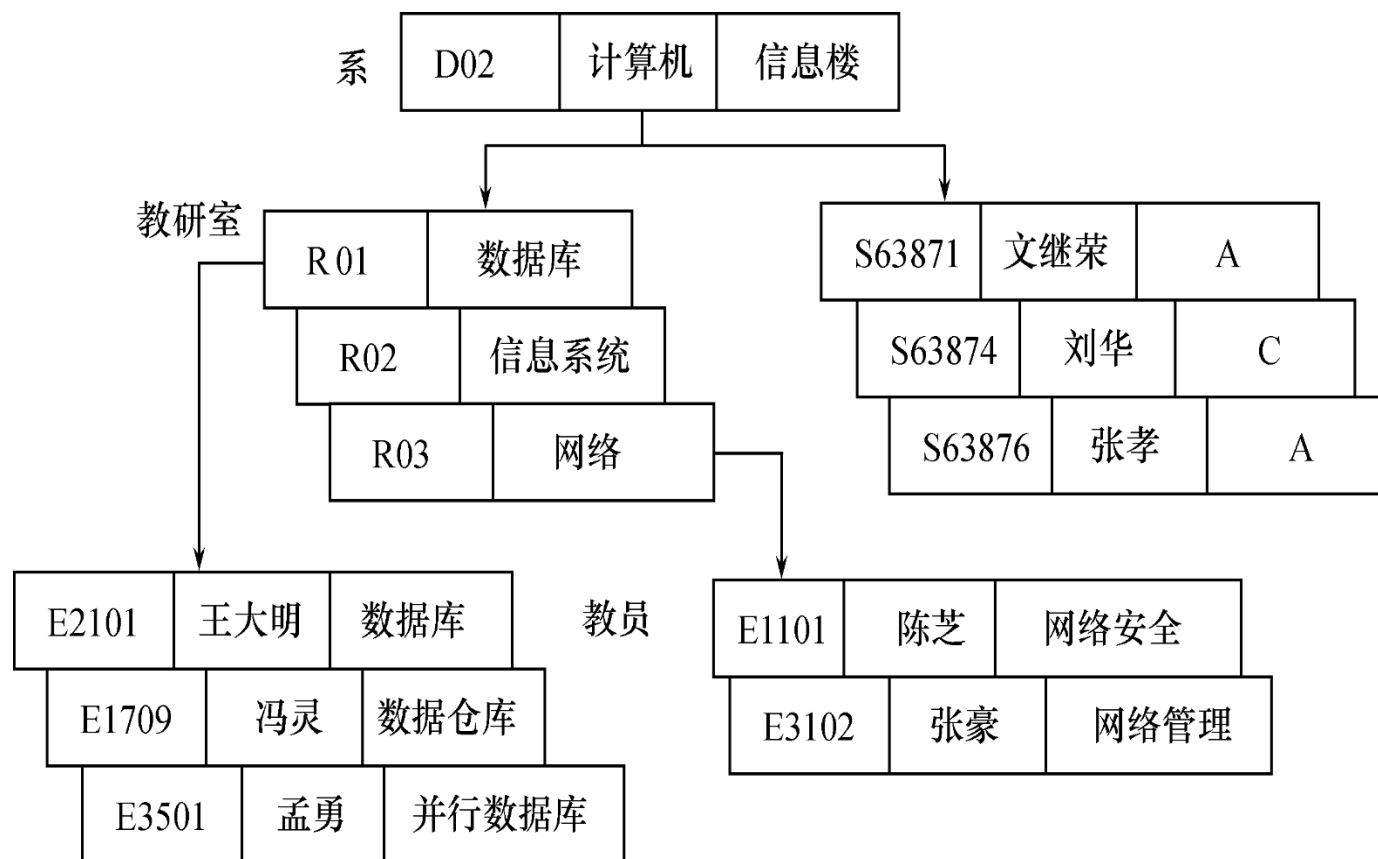 系 D02 计算机 信息楼
教研室 R01 数据库
R02 信息系统
R03 网络
S63871 文继荣 A
S63874 刘华 C
S63876 张孝 A
E2101 王大明 数据库
E1709 冯灵 数据仓库
E3501 孟勇 并行数据库
教员 E1101 陈芝 网络安全
E3102 张豪 网络管理